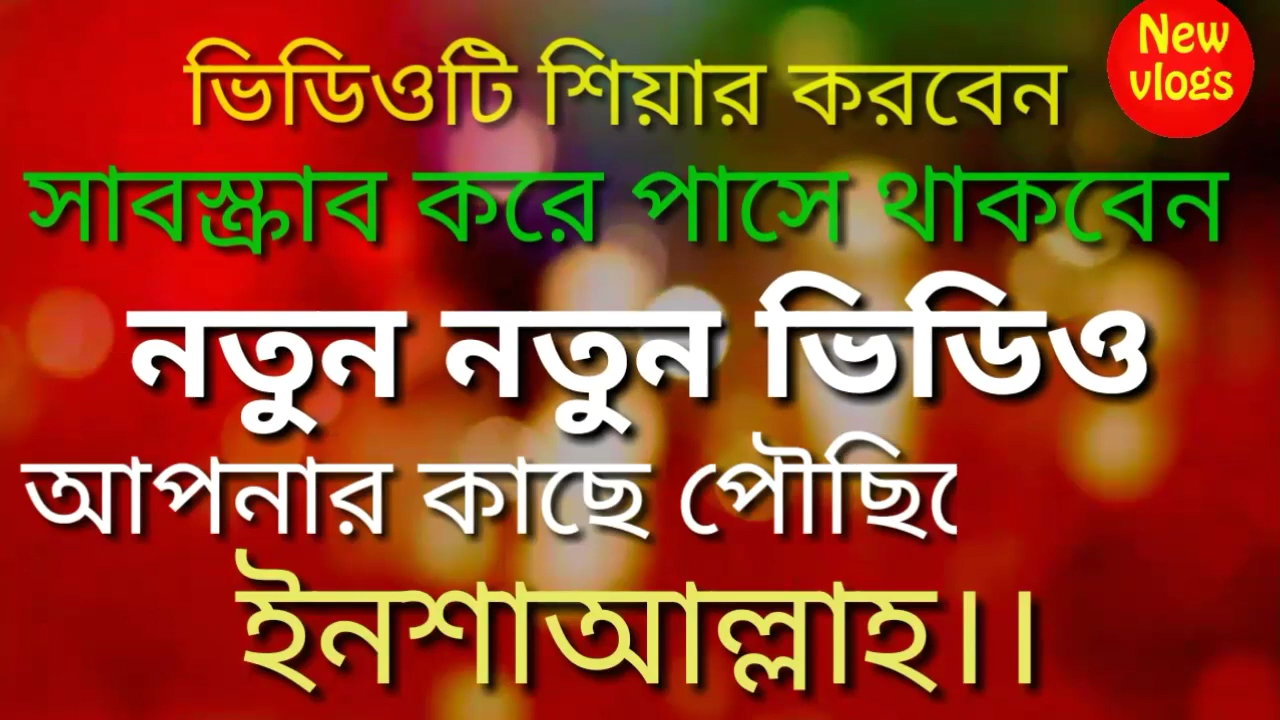 ভিডিওটি শিয়ার করবেন
New
vlogs
সাবস্ক্রাব করে পাসে থাকবেন
নতুন নতুন ভিডিও
আপনার কাছে পৌছি
ইনশাআল্লাহ।।